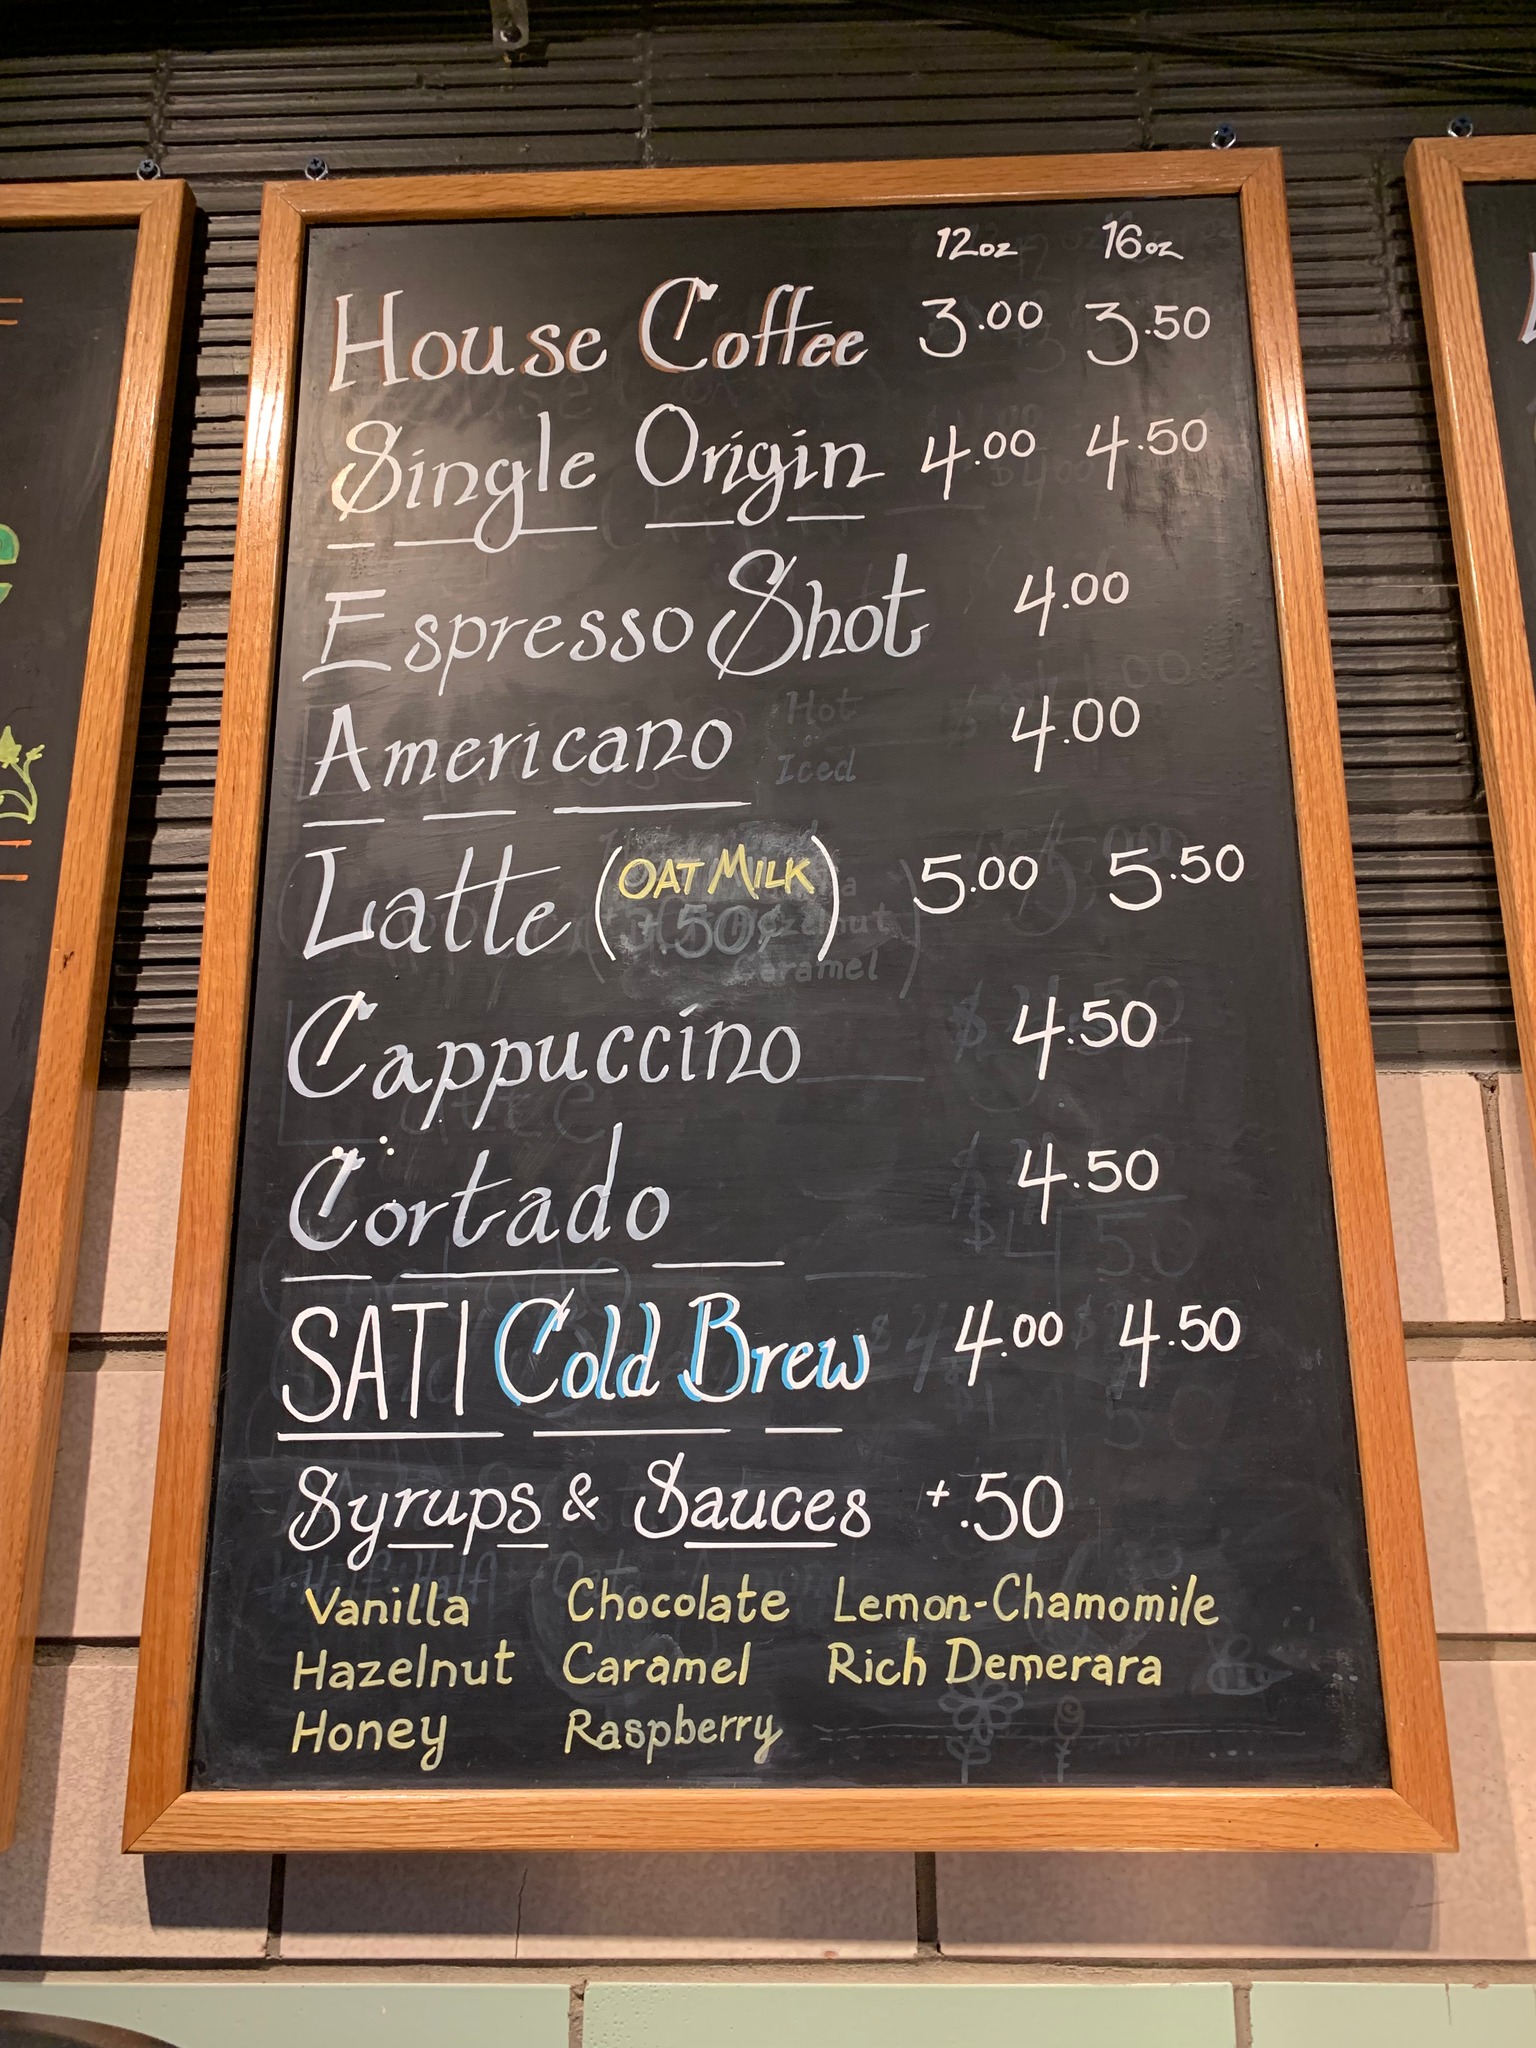 12oz 16oz
House Coffee 3.00 3.50
Single Origin 4.00 4.50
Espresso Shot 4.00
Americano 4.00
Hot
Iced
Latte (OAT MILK) 5.00 5.50
+.50¢ Hazelnut
Caramel
Cappuccino 4.50
Cortado 4.50
SATI Cold Brew 4.00 4.50
Syrups & Sauces +.50
Vanilla Chocolate Lemon-Chamomile
Hazelnut Caramel Rich Demerara
Honey Raspberry